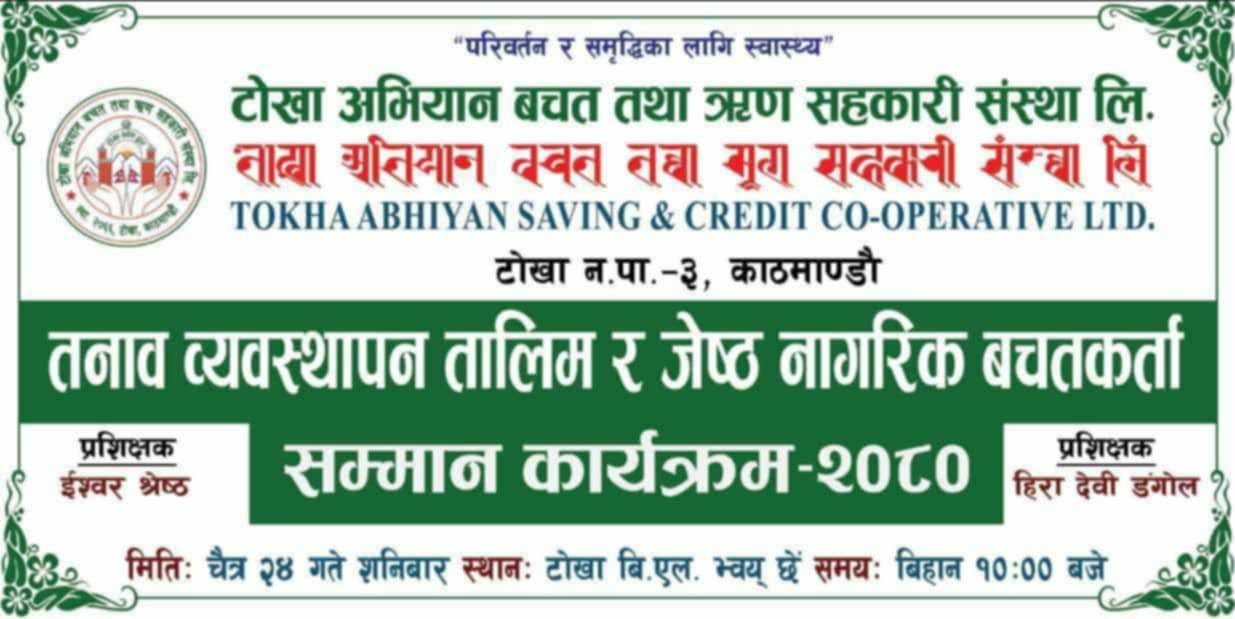 “परिवर्तन र समृद्धिका लागि स्वास्थ्य”
टोखा अभियान बचत तथा ऋण सहकारी संस्था लि.
TOKHA ABHIYAN SAVING & CREDIT CO-OPERATIVE LTD.
टोखा न.पा.-३, काठमाण्डौ
तनाव व्यवस्थापन तालिम र जेष्ठ नागरिक बचतकर्ता
सम्मान कार्यक्रम-२०८०
प्रशिक्षक
ईश्वर श्रेष्ठ
प्रशिक्षक
हिरा देवी डंगोल
मितिः चैत्र २४ गते शनिबार स्थानः टोखा बि.एल. भ्वय् छेँ समयः बिहान १०:०० बजे